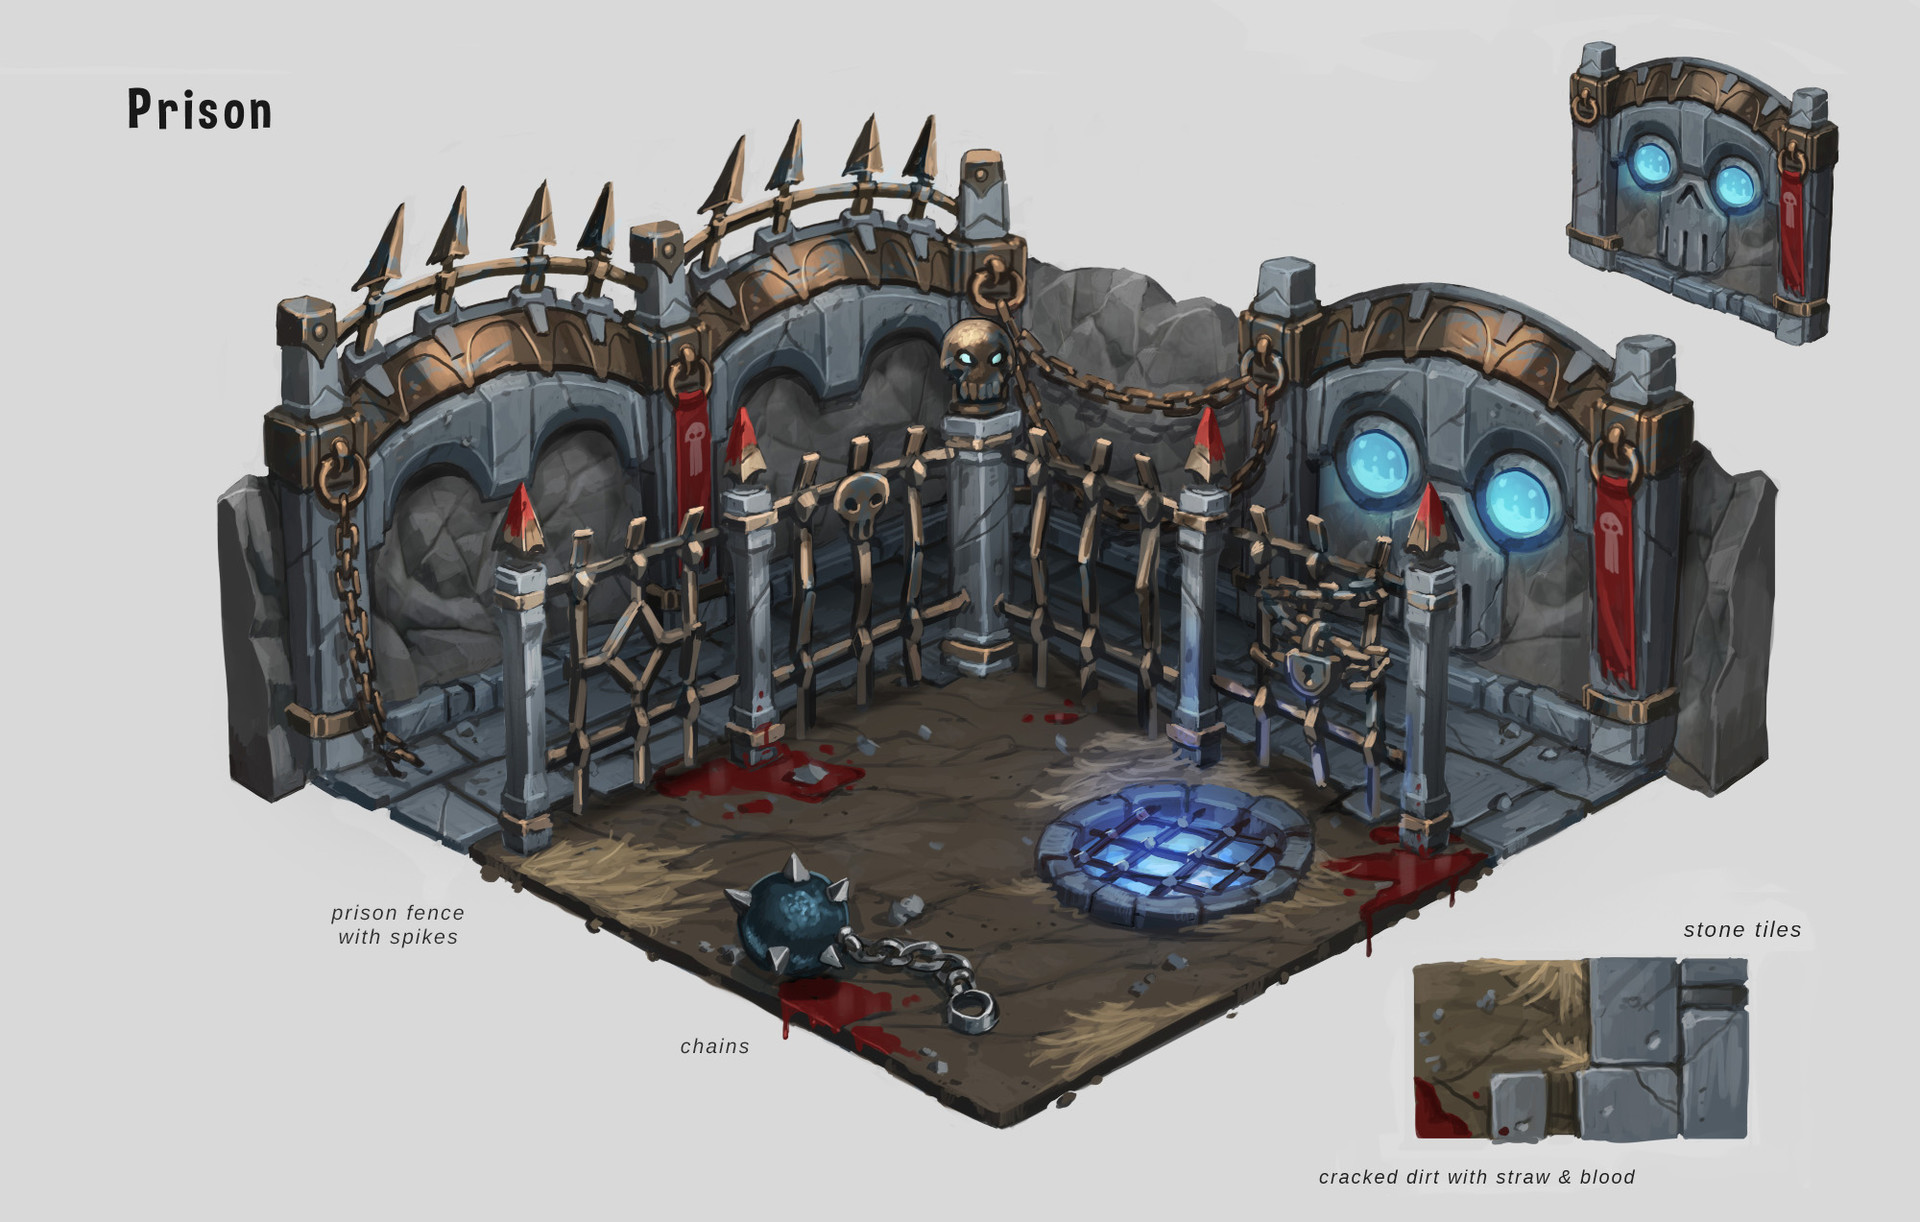 Prison
prison fence
with spikes
chains
stone tiles
cracked dirt with straw & blood